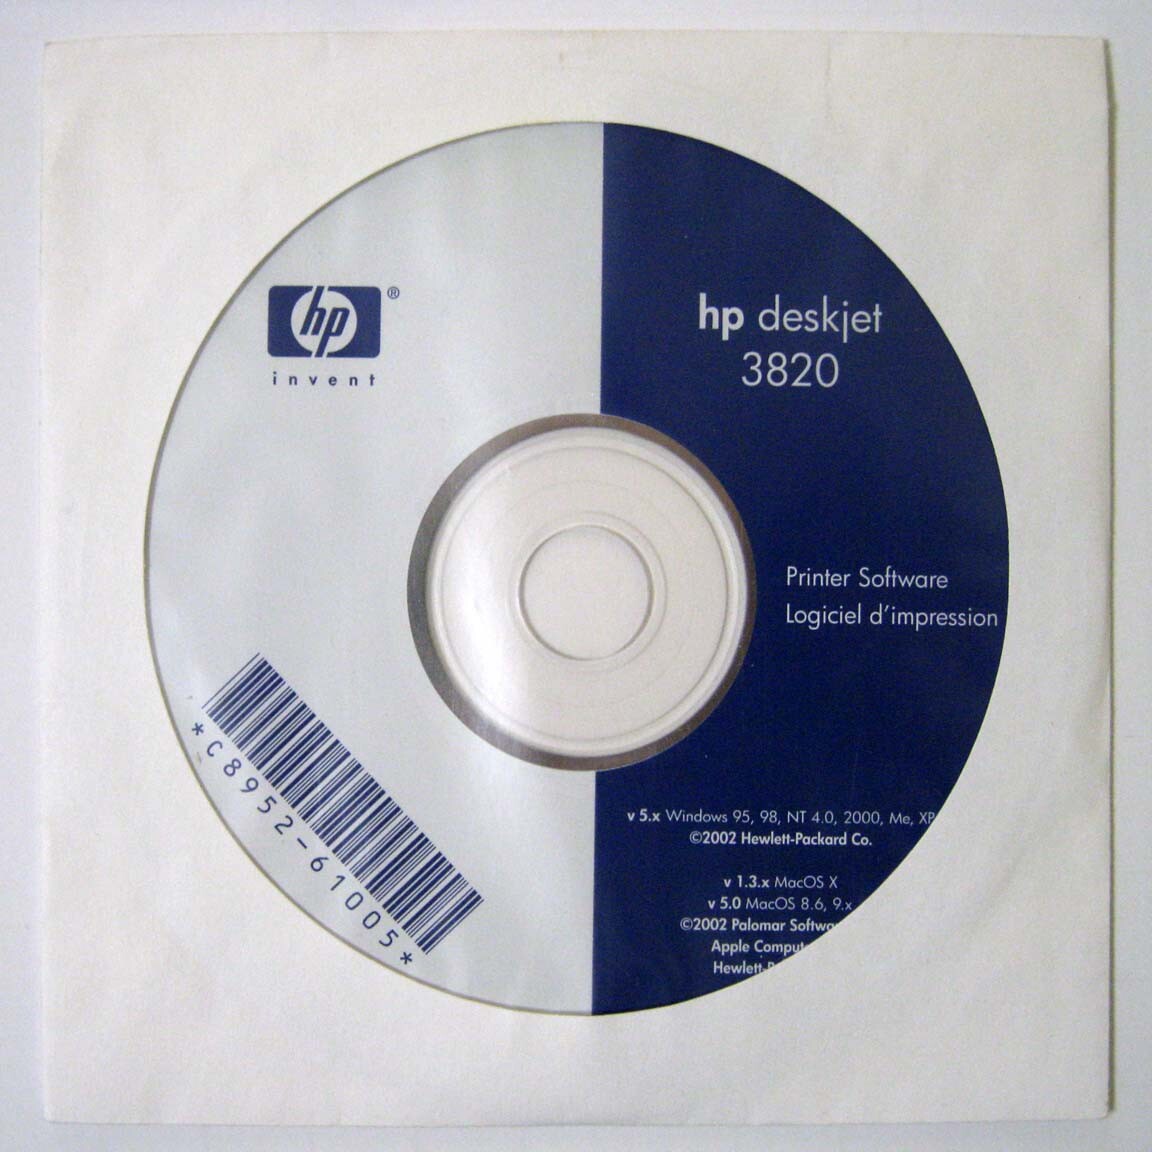 hp ®
invent
hp deskjet
3820
Printer Software
Logiciel d'impression
*C8952-61005*
v 5.x Windows 95, 98, NT 4.0, 2000, Me, XP
©2002 Hewlett-Packard Co.
v 1.3.x MacOS X
v 5.0 MacOS 8.6, 9.x
©2002 Palomar
Apple